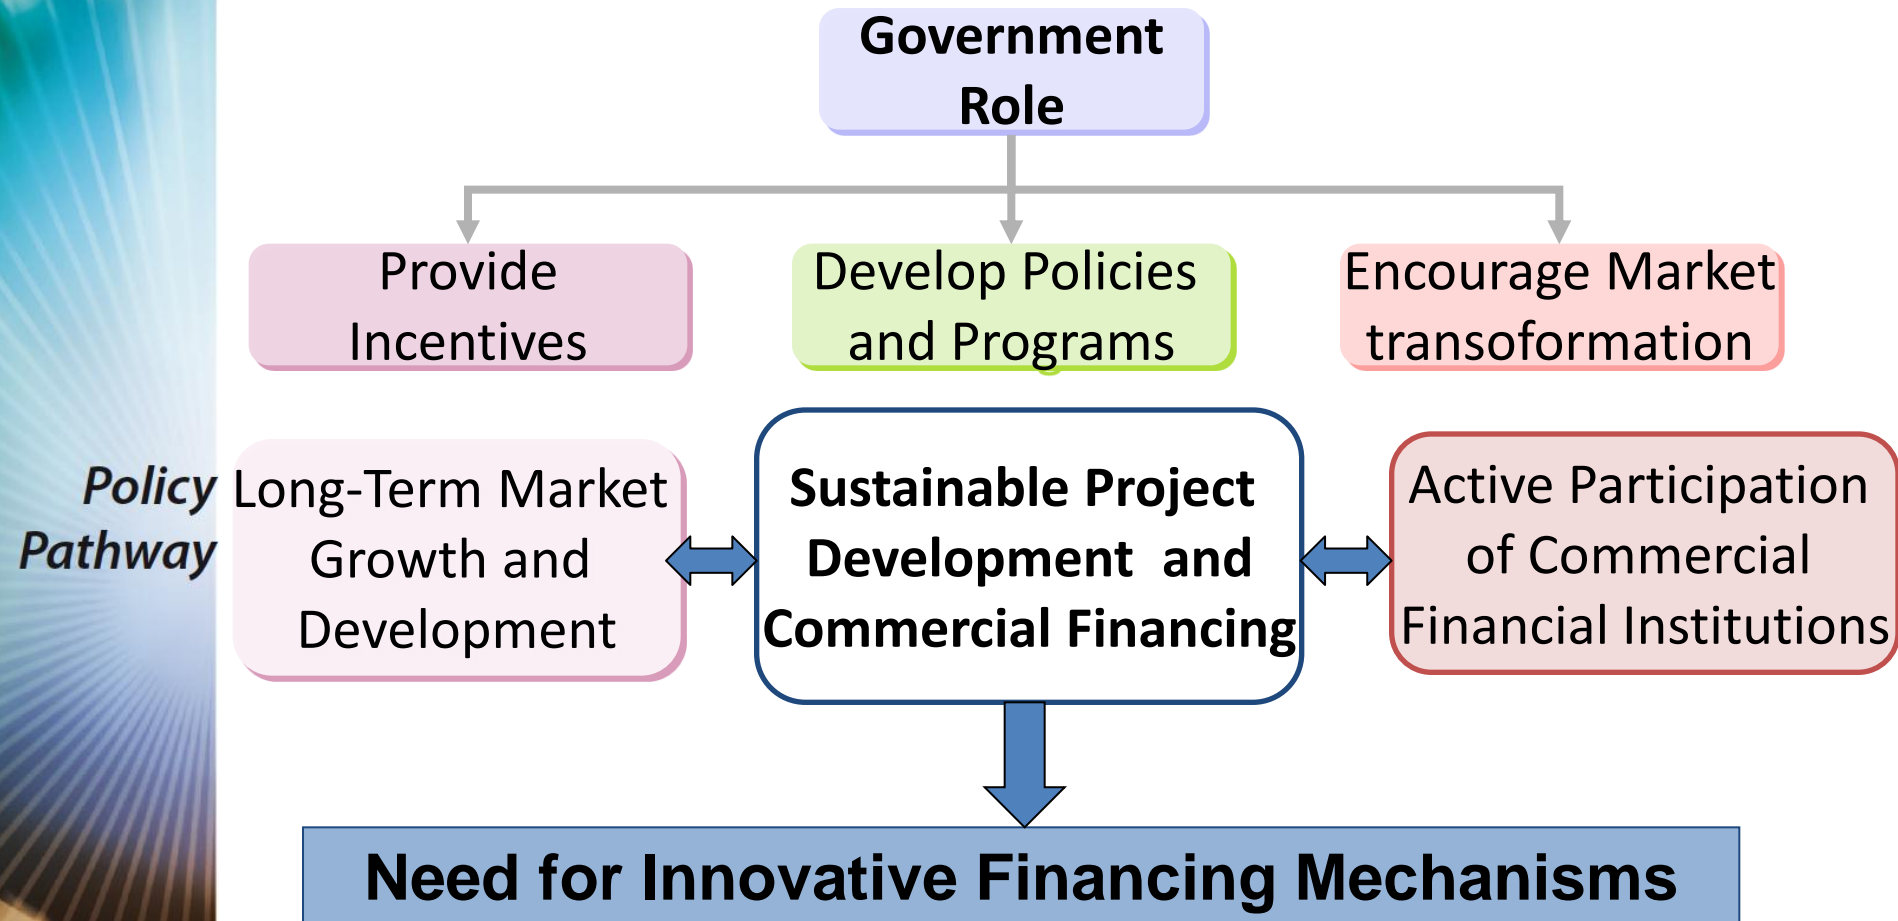 Government
Role
Provide
Incentives
Develop Policies
and Programs
Encourage Market
transoformation
Policy
Pathway
Long-Term Market
Growth and
Development
Sustainable Project
Development and
Commercial Financing
Active Participation
of Commercial
Financial Institutions
Need for Innovative Financing Mechanisms